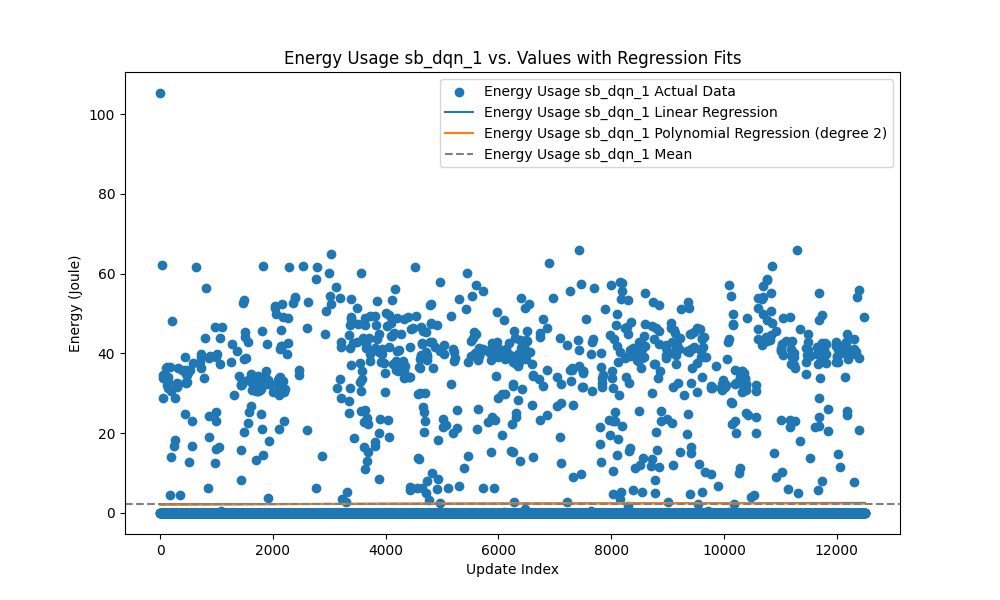 Energy Usage sb_dqn_1 vs. Values with Regression Fits
Energy Usage sb_dqn_1 Actual Data
Energy Usage sb_dqn_1 Linear Regression
Energy Usage sb_dqn_1 Polynomial Regression (degree 2)
Energy Usage sb_dqn_1 Mean
Energy (Joule)
100
80
60
40
20
0
0 2000 4000 6000 8000 10000 12000
Update Index